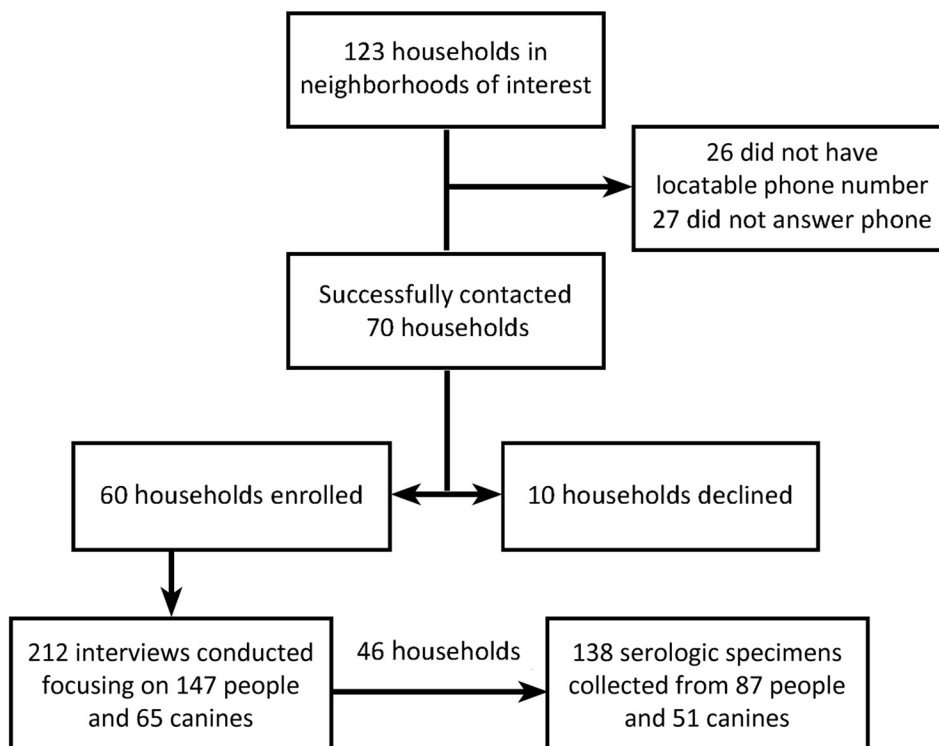 123 households in
neighborhoods of interest
26 did not have
locatable phone number
27 did not answer phone
Successfully contacted
70 households
60 households enrolled
10 households declined
212 interviews conducted
focusing on 147 people
and 65 canines
46 households
138 serologic specimens
collected from 87 people
and 51 canines